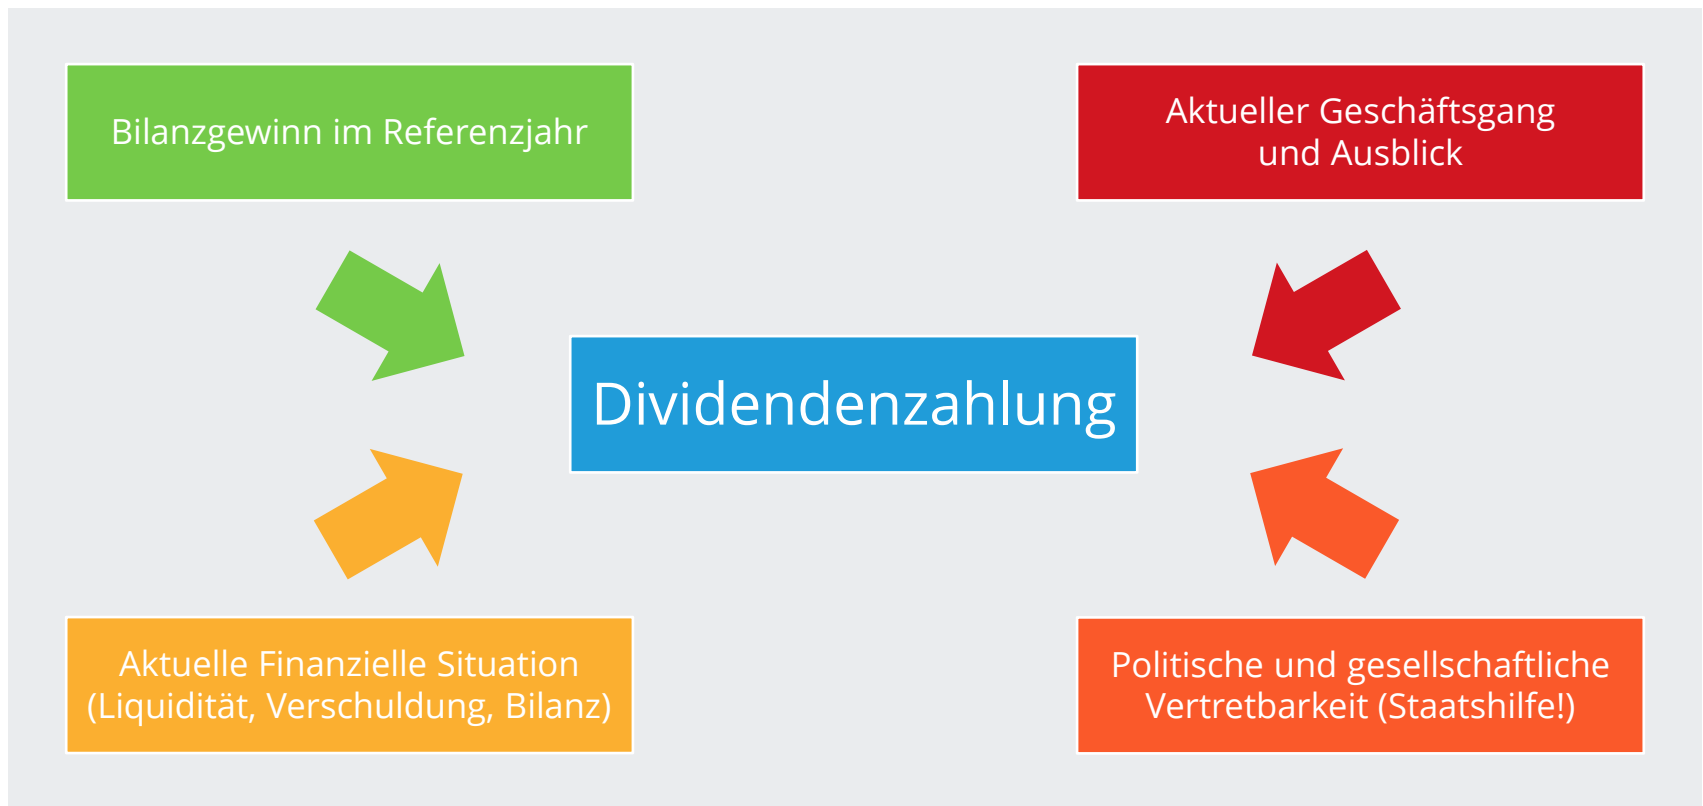 Bilanzgewinn im Referenzjahr
Aktueller Geschäftsgang
und Ausblick
Dividendenzahlung
Aktuelle Finanzielle Situation
(Liquidität, Verschuldung, Bilanz)
Politische und gesellschaftliche
Vertretbarkeit (Staatshilfe!)